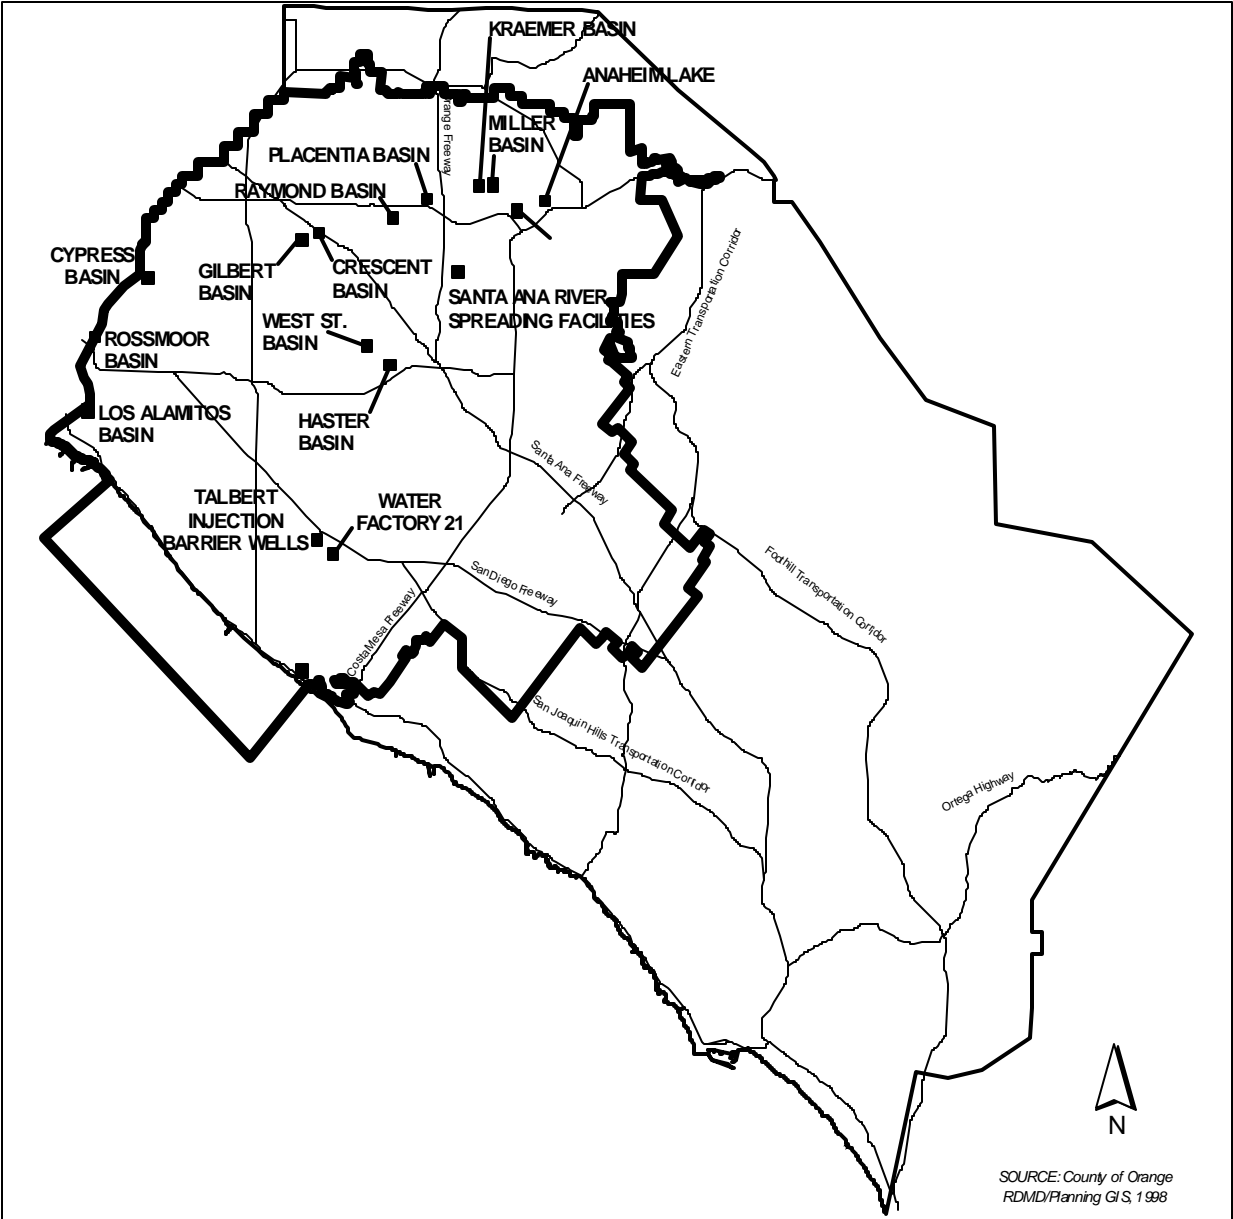 KRAEMER BASIN
ANAHEIM LAKE
Orange Freeway
MILLER
BASIN
PLACENTIA BASIN
RAYMOND BASIN
CYPRESS
BASIN
GILBERT
BASIN
CRESCENT
BASIN
SANTA ANA RIVER
SPREADING FACILITIES
Eastern Transportation Corridor
WEST ST.
BASIN
ROSSMOOR
BASIN
LOS ALAMITOS
BASIN
HASTER
BASIN
Santa Ana Freeway
TALBERT
INJECTION
BARRIER WELLS
WATER
FACTORY 21
San Diego Freeway
Foothill Transportation Corridor
Costa Mesa Freeway
San Joaquin Hills Transportation Corridor
Ortega Highway
N
SOURCE: County of Orange
RDMD/Planning GIS, 1998